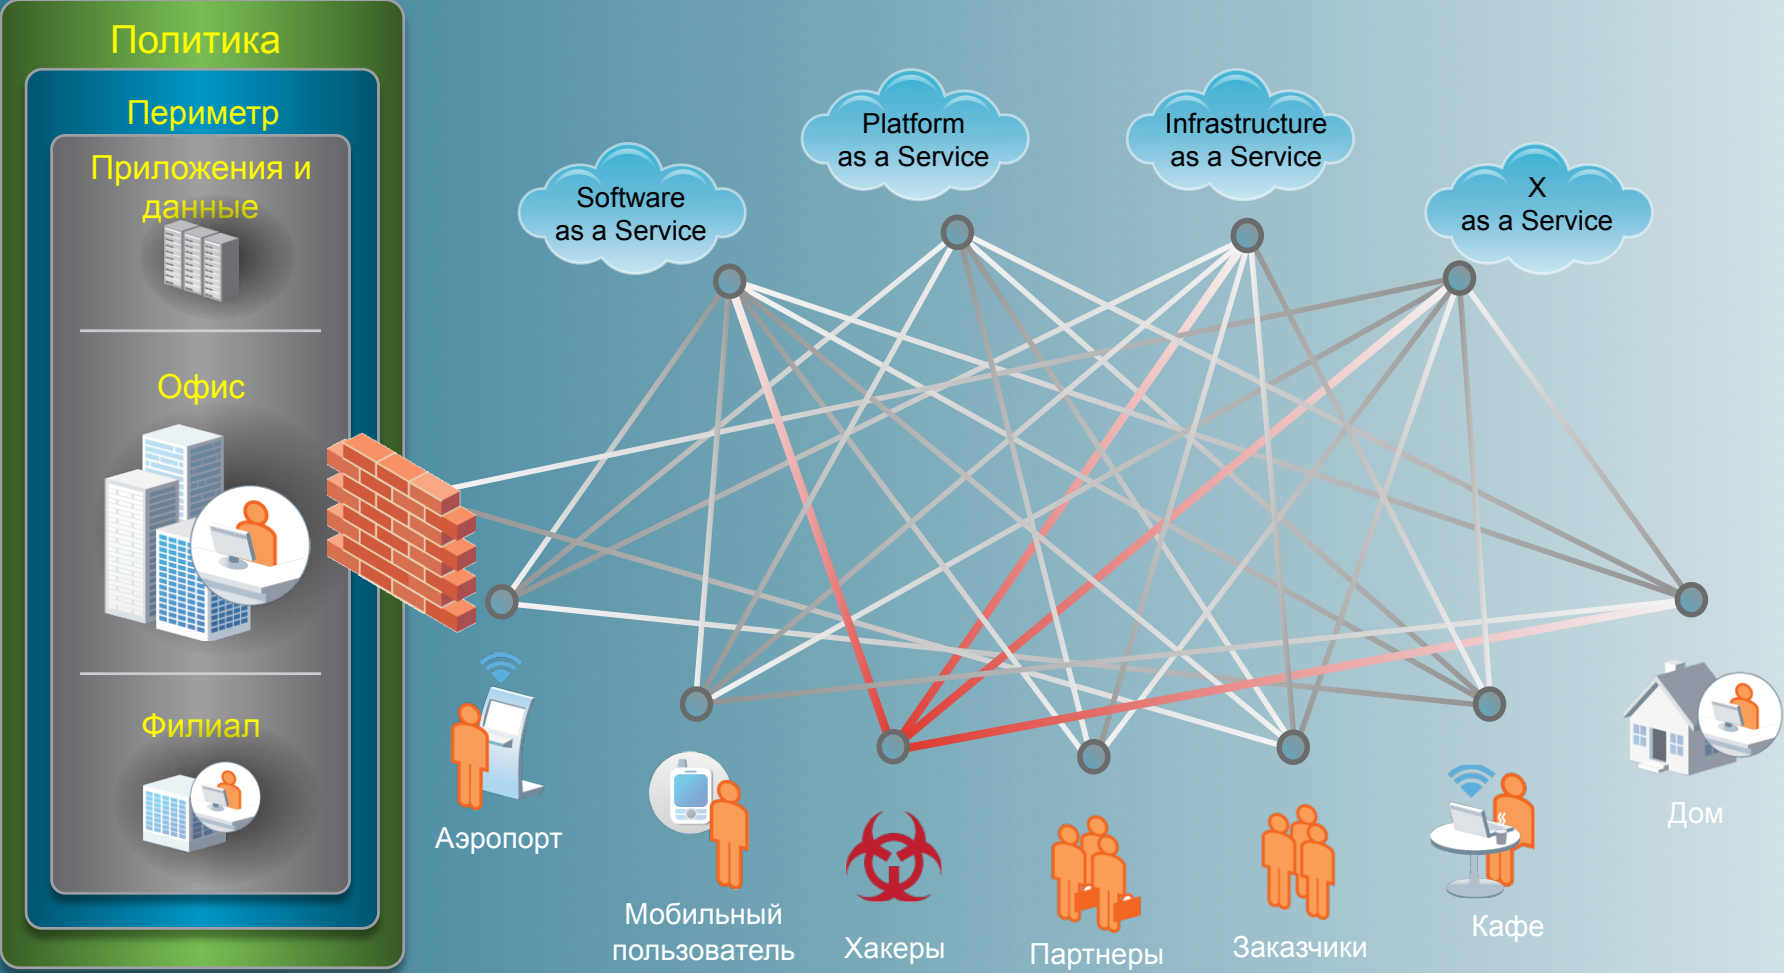 Политика
Периметр
Приложения и
данные
Офис
Филиал
Software
as a Service
Platform
as a Service
Infrastructure
as a Service
X
as a Service
Аэропорт
Мобильный
пользователь
Хакеры
Партнеры
Заказчики
Кафе
Дом